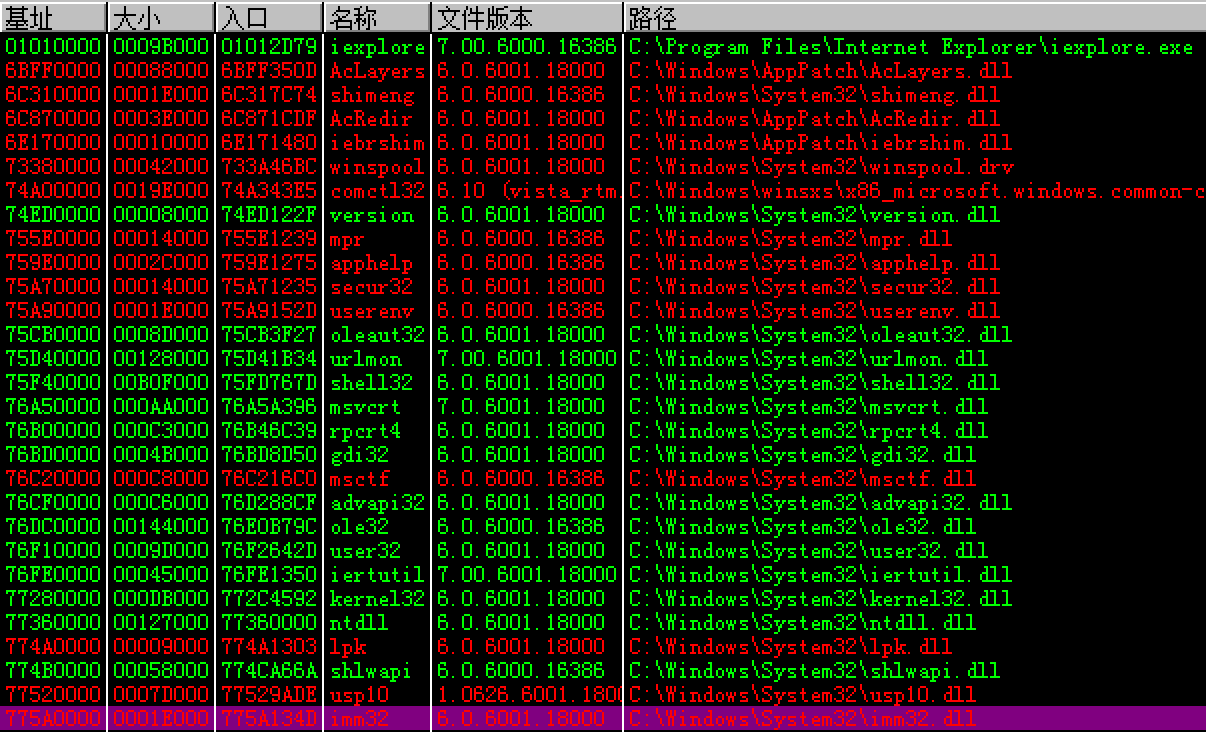 基址 大小 入口 名称 文件版本 路径
01010000 0009B000 01012D79 iexplore 7.00.6000.16386 C:\Program Files\Internet Explorer\iexplore.exe
6BFF0000 00088000 6BFF350D AcLayers 6.0.6001.18000 C:\Windows\AppPatch\AcLayers.dll
6C310000 0001E000 6C317C74 shimeng 6.0.6000.16386 C:\Windows\System32\shimeng.dll
6C870000 0003E000 6C871CDF AcRedir 6.0.6001.18000 C:\Windows\AppPatch\AcRedir.dll
6E170000 00010000 6E171480 iebrshim 6.0.6001.18000 C:\Windows\AppPatch\iebrshim.dll
73380000 00042000 733A46BC winspool 6.0.6001.18000 C:\Windows\System32\winspool.drv
74A00000 0019E000 74A343E5 comctl32 6.10 (vista_rtm. C:\Windows\winsxs\x86_microsoft.windows.common-c
74ED0000 00008000 74ED122F version 6.0.6001.18000 C:\Windows\System32\version.dll
755E0000 00014000 755E1239 mpr 6.0.6000.16386 C:\Windows\System32\mpr.dll
759E0000 0002C000 759E1275 apphelp 6.0.6000.16386 C:\Windows\System32\apphelp.dll
75A70000 00014000 75A71235 secur32 6.0.6001.18000 C:\Windows\System32\secur32.dll
75A90000 0001E000 75A9152D userenv 6.0.6000.16386 C:\Windows\System32\userenv.dll
75CB0000 0008D000 75CB3F27 oleaut32 6.0.6001.18000 C:\Windows\System32\oleaut32.dll
75D40000 00128000 75D41B34 urlmon 7.00.6001.18000 C:\Windows\System32\urlmon.dll
75F40000 00B0F000 75FD767D shell32 6.0.6001.18000 C:\Windows\System32\shell32.dll
76A50000 000AA000 76A5A396 msvcrt 7.0.6001.18000 C:\Windows\System32\msvcrt.dll
76B00000 000C3000 76B46C39 rpcrt4 6.0.6001.18000 C:\Windows\System32\rpcrt4.dll
76BD0000 0004B000 76BD8D50 gdi32 6.0.6001.18000 C:\Windows\System32\gdi32.dll
76C20000 000C8000 76C216C0 msctf 6.0.6000.16386 C:\Windows\System32\msctf.dll
76CF0000 000C6000 76D288CF advapi32 6.0.6001.18000 C:\Windows\System32\advapi32.dll
76DC0000 00144000 76E0B79C ole32 6.0.6000.16386 C:\Windows\System32\ole32.dll
76F10000 0009D000 76F2642D user32 6.0.6001.18000 C:\Windows\System32\user32.dll
76FE0000 00045000 76FE1350 iertutil 7.00.6001.18000 C:\Windows\System32\iertutil.dll
77280000 000DB000 772C4592 kernel32 6.0.6001.18000 C:\Windows\System32\kernel32.dll
77360000 00127000 77360000 ntdll 6.0.6001.18000 C:\Windows\System32\ntdll.dll
774A0000 00009000 774A1303 lpk 6.0.6001.18000 C:\Windows\System32\lpk.dll
774B0000 00058000 774CA66A shlwapi 6.0.6000.16386 C:\Windows\System32\shlwapi.dll
77520000 0007D000 77529ADE usp10 1.0626.6001.1800 C:\Windows\System32\usp10.dll
775A0000 0001E000 775A134D imm32 6.0.6001.18000 C:\Windows\System32\imm32.dll